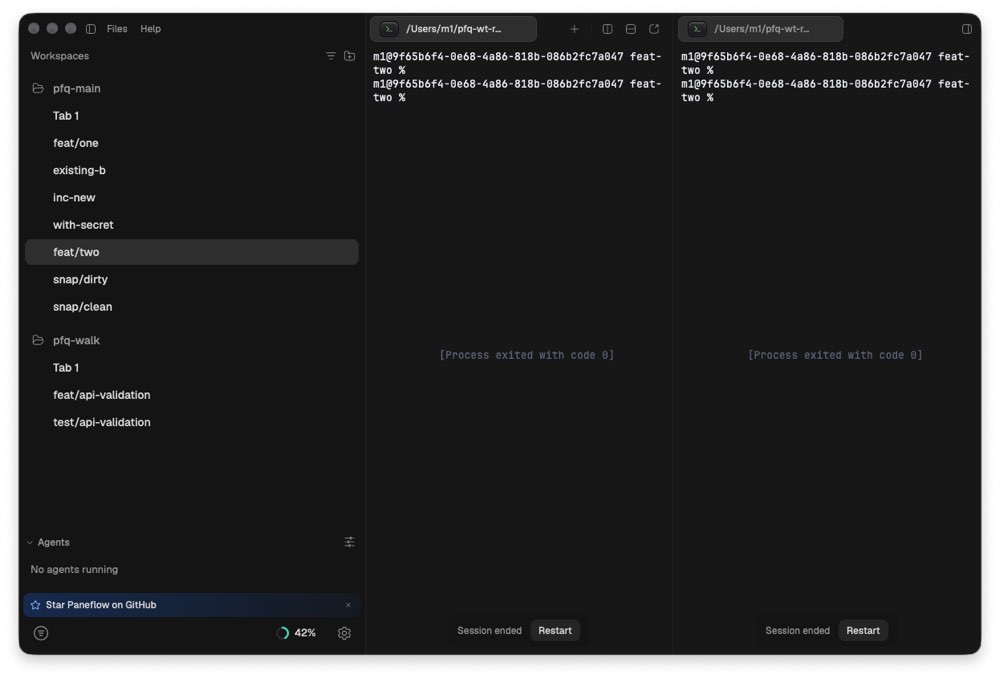 Files Help
Workspaces
pfq-main
Tab 1
feat/one
existing-b
inc-new
with-secret
feat/two
snap/dirty
snap/clean
pfq-walk
Tab 1
feat/api-validation
test/api-validation
Agents
No agents running
Star Paneflow on GitHub
42%
/Users/m1/pfq-wt-r...
m1@9f65b6f4-0e68-4a86-818b-086b2fc7a047 feat-
two %
m1@9f65b6f4-0e68-4a86-818b-086b2fc7a047 feat-
two %
[Process exited with code 0]
Session ended Restart
/Users/m1/pfq-wt-r...
m1@9f65b6f4-0e68-4a86-818b-086b2fc7a047 feat-
two %
m1@9f65b6f4-0e68-4a86-818b-086b2fc7a047 feat-
two %
[Process exited with code 0]
Session ended Restart